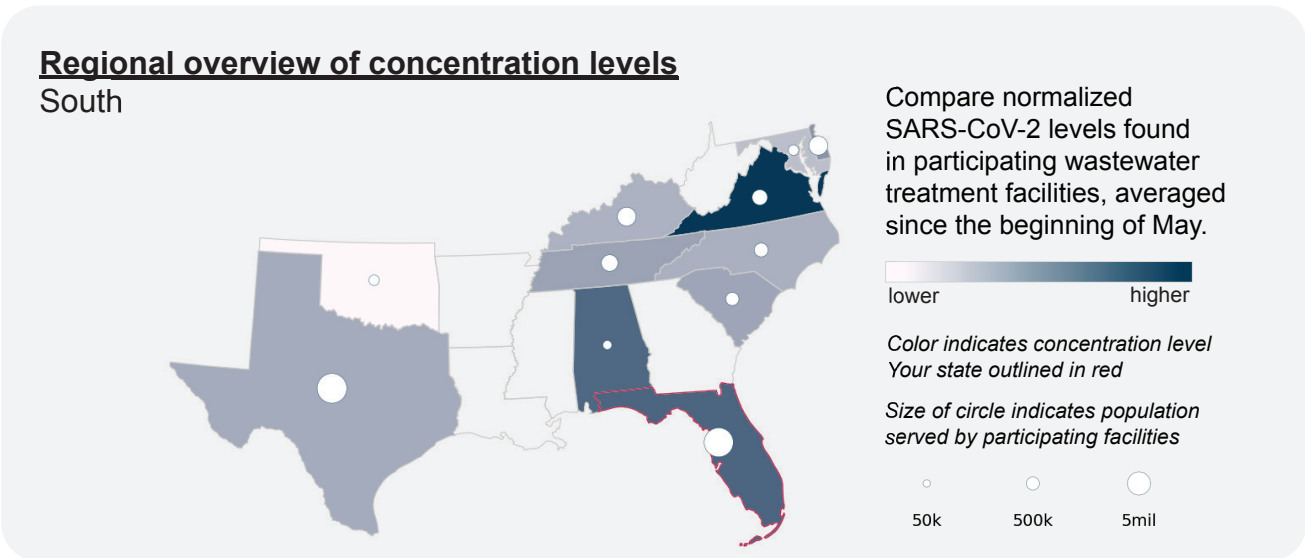 Regional overview of concentration levels
South
Compare normalized
SARS-CoV-2 levels found
in participating wastewater
treatment facilities, averaged
since the beginning of May.
lower higher
Color indicates concentration level
Your state outlined in red
Size of circle indicates population
served by participating facilities
50k 500k 5mil